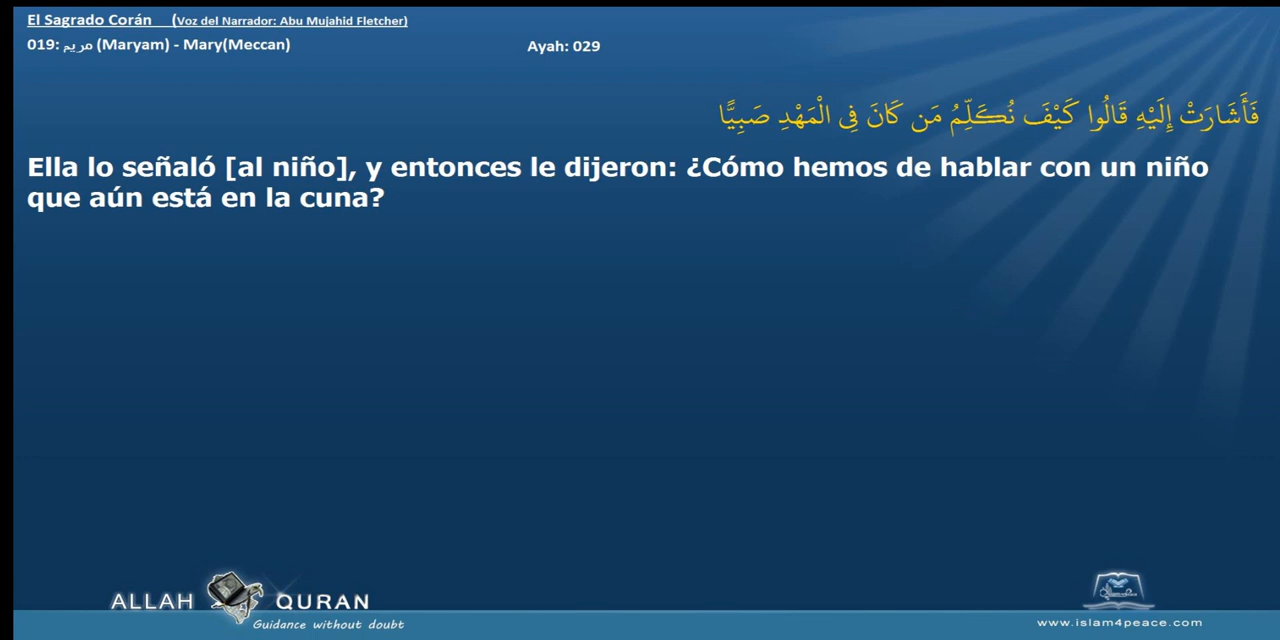 El Sagrado Corán (Voz del Narrador: Abu Mujahid Fletcher)
019: مريم (Maryam) - Mary(Meccan) Ayah: 029
فَأَشَارَتْ إِلَيْهِ قَالُوا كَيْفَ نُكَلِّمُ مَن كَانَ فِي الْمَهْدِ صَبِيًّا
Ella lo señaló [al niño], y entonces le dijeron: ¿Cómo hemos de hablar con un niño
que aún está en la cuna?
ALLAH QURAN
Guidance without doubt
www.islam4peace.com